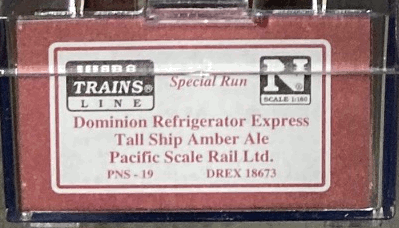 TRAINS®
LINE
Special Run
N®
SCALE 1:160
Dominion Refrigerator Express
Tall Ship Amber Ale
Pacific Scale Rail Ltd.
PNS - 19 DREX 18673